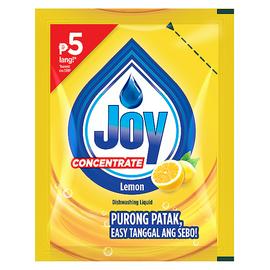 ₱5
lang!*
Joy
CONCENTRATE
Lemon
Dishwashing Liquid
PURONG PATAK,
EASY TANGGAL ANG SEBO!